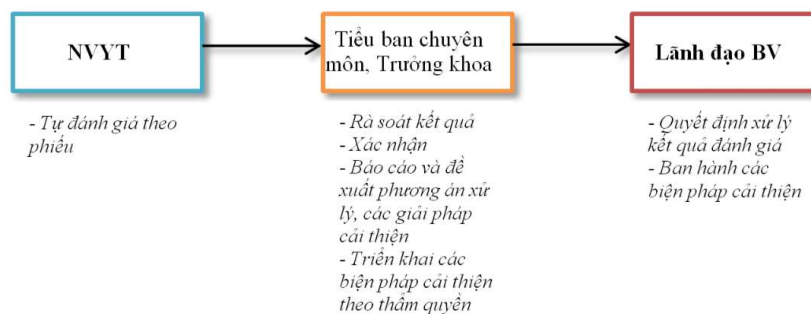 NVYT
- Tự đánh giá theo
phiếu
Tiểu ban chuyên
môn, Trưởng khoa
- Rà soát kết quả
- Xác nhận
- Báo cáo và đề
xuất phương án xử
lý, các giải pháp
cải thiện
- Triển khai các
biện pháp cải thiện
theo thẩm quyền
Lãnh đạo BV
- Quyết định xử lý
kết quả đánh giá
- Ban hành các
biện pháp cải thiện